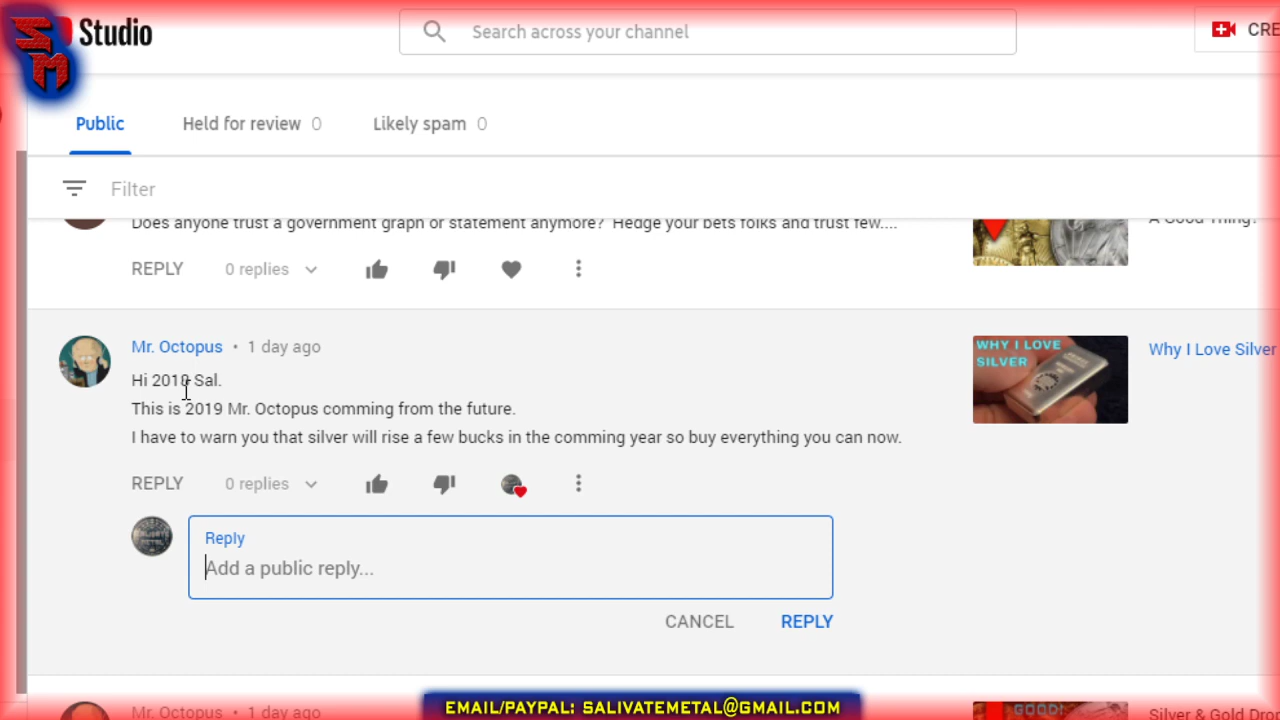 SM Studio
Search across your channel
CRE
Public
Held for review 0
Likely spam 0
Filter
Does anyone trust a government graph or statement anymore? Hedge your bets folks and trust few....
A Good Thing?
REPLY 0 replies
Mr. Octopus • 1 day ago
Hi 2018 Sal.
This is 2019 Mr. Octopus comming from the future.
I have to warn you that silver will rise a few bucks in the comming year so buy everything you can now.
WHY I LOVE
SILVER
Why I Love Silver
REPLY 0 replies
Reply
Add a public reply...
CANCEL REPLY
Mr. Octopus • 1 day ago
GOOD!
Silver & Gold Dro
EMAIL/PAYPAL: SALIVATEMETAL@GMAIL.COM